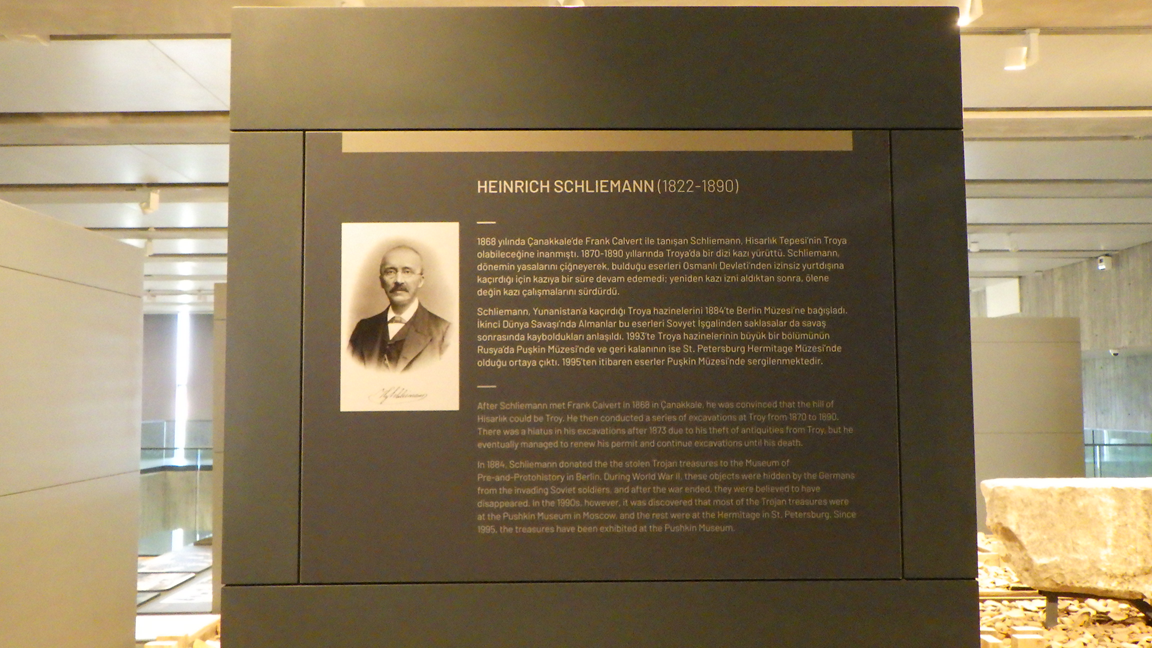 HEINRICH SCHLIEMANN (1822-1890)
1868 yılında Çanakkale'de Frank Calvert ile tanışan Schliemann, Hisarlık Tepesi'nin Troya
olabileceğine inanmıştı. 1870-1890 yıllarında Troya'da bir dizi kazı yürüttü. Schliemann,
dönemin yasalarını çiğneyerek, bulduğu eserleri Osmanlı Devleti'nden izinsiz yurtdışına
kaçırdığı için kazıya bir süre devam edemedi; yeniden kazı izni aldıktan sonra, ölene
değin kazı çalışmalarını sürdürdü.
Schliemann, Yunanistan'a kaçırdığı Troya hazinelerini 1884'te Berlin Müzesi'ne bağışladı.
İkinci Dünya Savaşı'nda Almanlar bu eserleri Sovyet İşgalinden saklasalar da savaş
sonrasında kayboldukları anlaşıldı. 1993'te Troya hazinelerinin büyük bir bölümünün
Rusya'da Puşkin Müzesi'nde ve geri kalanının ise St. Petersburg Hermitage Müzesi'nde
olduğu ortaya çıktı. 1995'ten itibaren eserler Puşkin Müzesi'nde sergilenmektedir.
After Schliemann met Frank Calvert in 1868 in Çanakkale, he was convinced that the hill of
Hisarlık could be Troy. He then conducted a series of excavations at Troy from 1870 to 1890.
There was a hiatus in his excavations after 1873 due to his theft of antiquities from Troy, but he
eventually managed to renew his permit and continue excavations until his death.
In 1884, Schliemann donated the the stolen Trojan treasures to the Museum of
Pre-and-Protohistory in Berlin. During World War II, these objects were hidden by the Germans
from the invading Soviet soldiers, and after the war ended, they were believed to have
disappeared. In the 1990s, however, it was discovered that most of the Trojan treasures were
at the Pushkin Museum in Moscow, and the rest were at the Hermitage in St. Petersburg. Since
1995, the treasures have been exhibited at the Pushkin Museum.